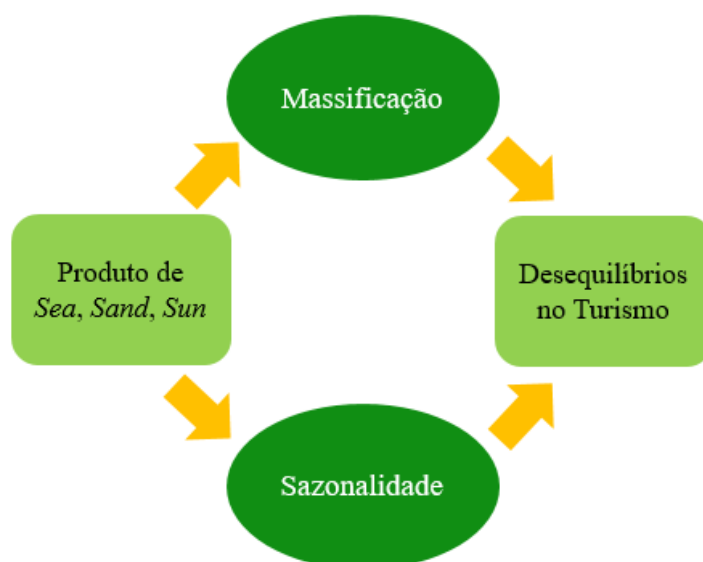 Massificação
Produto de
Sea, Sand, Sun
Desequilíbrios
no Turismo
Sazonalidade